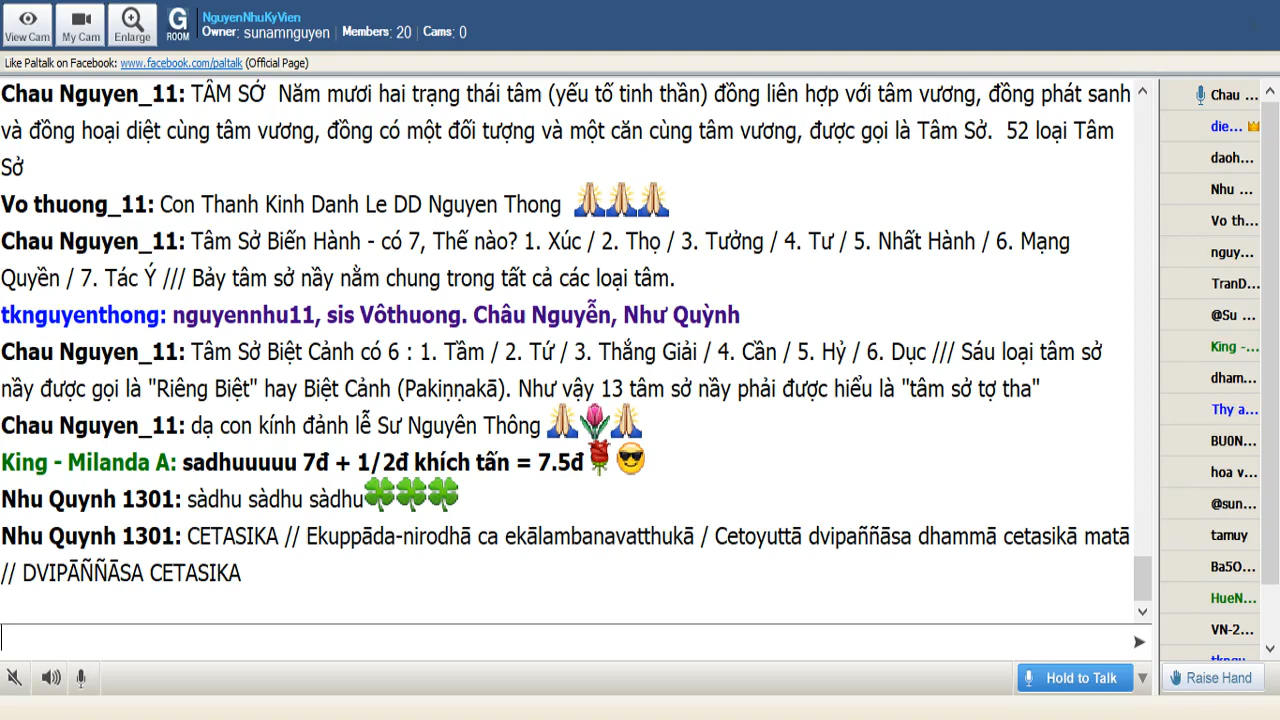 View Cam
My Cam
Enlarge
G
ROOM
NguyenNhuKyVien
Owner: sunamnguyen | Members: 20 | Cams: 0
Like Paltalk on Facebook: www.facebook.com/paltalk (Official Page)
Chau Nguyen_11: TÂM SỞ Năm mươi hai trạng thái tâm (yếu tố tinh thần) đồng liên hợp với tâm vương, đồng phát sanh
và đồng hoại diệt cùng tâm vương, đồng có một đối tượng và một căn cùng tâm vương, được gọi là Tâm Sở. 52 loại Tâm
Sở
Vo thuong_11: Con Thanh Kinh Danh Le DD Nguyen Thong 🙏🙏🙏
Chau Nguyen_11: Tâm Sở Biến Hành - có 7, Thế nào? 1. Xúc / 2. Thọ / 3. Tưởng / 4. Tư / 5. Nhất Hành / 6. Mạng
Quyền / 7. Tác Ý /// Bảy tâm sở nầy nằm chung trong tất cả các loại tâm.
tknguyenthong: nguyennhu11, sis Vôthuong. Châu Nguyễn, Như Quỳnh
Chau Nguyen_11: Tâm Sở Biệt Cảnh có 6 : 1. Tầm / 2. Tứ / 3. Thắng Giải / 4. Cần / 5. Hỷ / 6. Dục /// Sáu loại tâm sở
nầy được gọi là "Riêng Biệt" hay Biệt Cảnh (Pakiṇṇakā). Như vậy 13 tâm sở nầy phải được hiểu là "tâm sở tợ tha"
Chau Nguyen_11: dạ con kính đảnh lễ Sư Nguyên Thông 🙏🌷🙏
King - Milanda A: sadhuuuuu 7đ + 1/2đ khích tấn = 7.5đ🌹😎
Nhu Quynh 1301: sàdhu sàdhu sàdhu🍀🍀🍀
Nhu Quynh 1301: CETASIKA // Ekuppāda-nirodhā ca ekālambanavatthukā / Cetoyuttā dvipaññāsa dhammā cetasikā matā
// DVIPĀÑÑĀSA CETASIKA
Hold to Talk
Chau ...
die...
daoh...
Nhu ...
Vo th...
nguy...
TranD...
@Su ...
King -...
dham...
Thy a...
BU0N...
hoa v...
@sun...
tamuy
Ba5O...
HueN...
VN-2...
tkngu...
Raise Hand